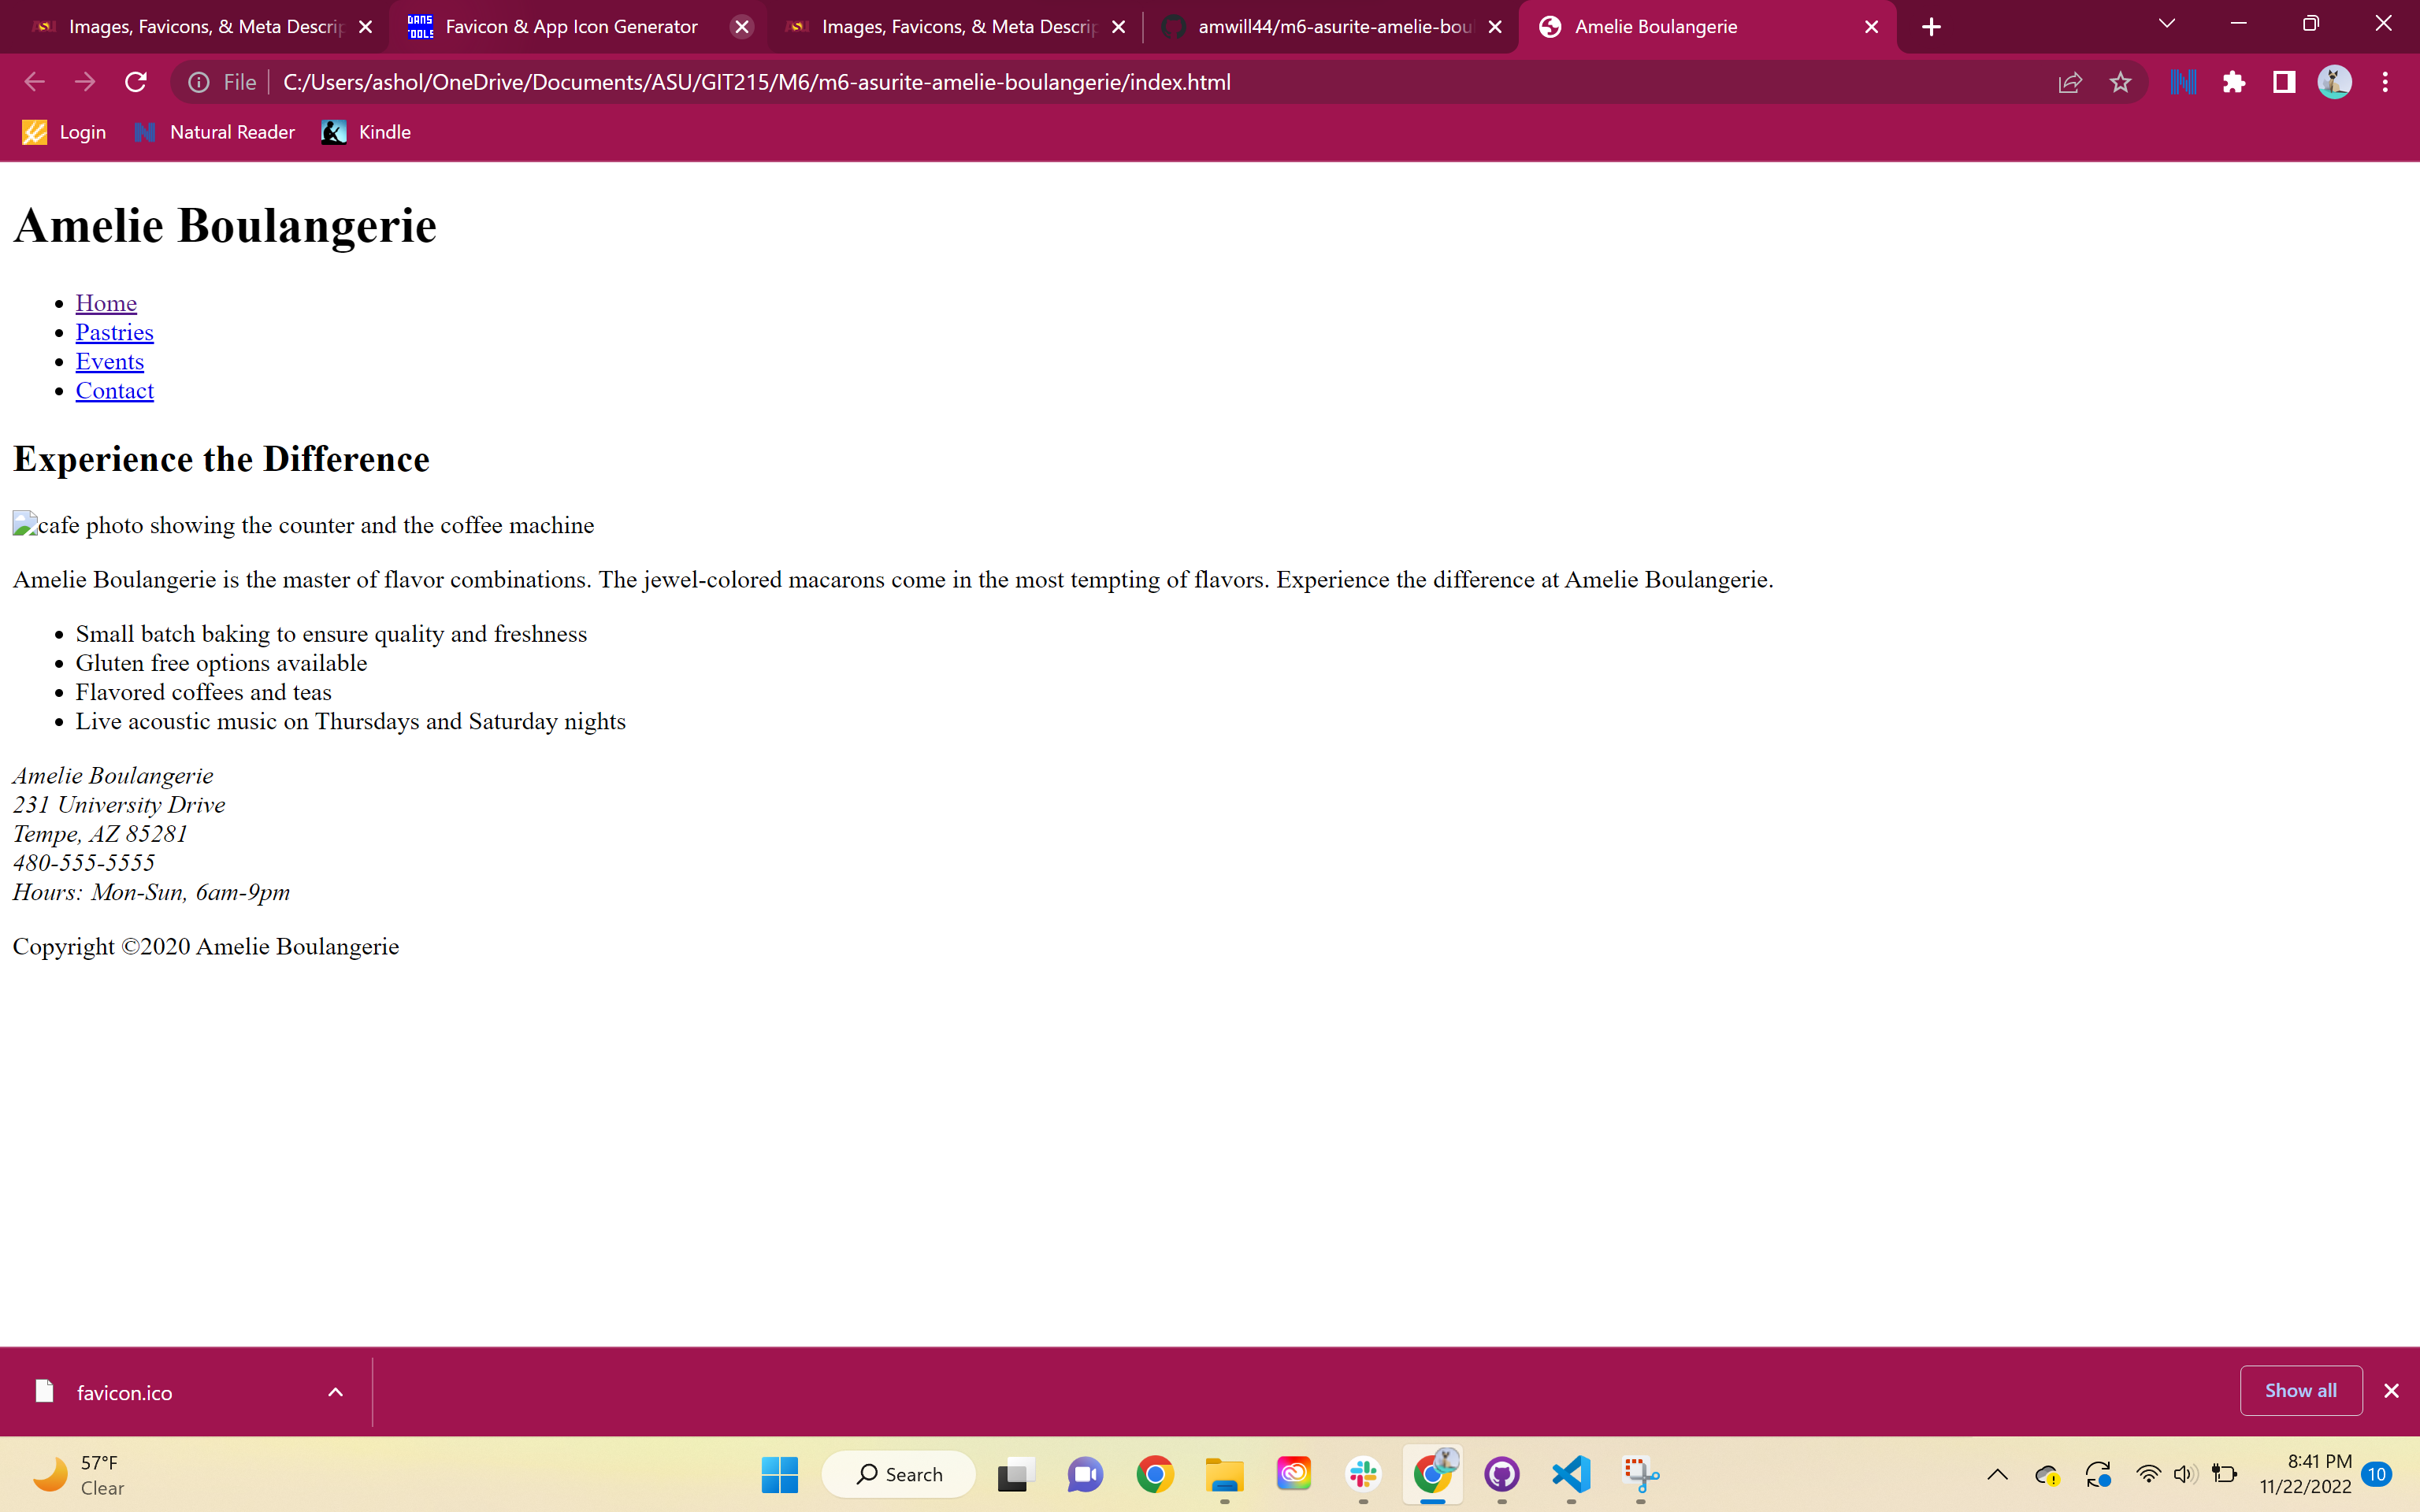 Images, Favicons, & Meta Descrip
Favicon & App Icon Generator
Images, Favicons, & Meta Descrip
amwill44/m6-asurite-amelie-boul
Amelie Boulangerie
File
C:/Users/ashol/OneDrive/Documents/ASU/GIT215/M6/m6-asurite-amelie-boulangerie/index.html
Login
Natural Reader
Kindle
Amelie Boulangerie
• Home
• Pastries
• Events
• Contact
Experience the Difference
cafe photo showing the counter and the coffee machine
Amelie Boulangerie is the master of flavor combinations. The jewel-colored macarons come in the most tempting of flavors. Experience the difference at Amelie Boulangerie.
• Small batch baking to ensure quality and freshness
• Gluten free options available
• Flavored coffees and teas
• Live acoustic music on Thursdays and Saturday nights
Amelie Boulangerie
231 University Drive
Tempe, AZ 85281
480-555-5555
Hours: Mon-Sun, 6am-9pm
Copyright ©2020 Amelie Boulangerie
favicon.ico
Show all
57°F
Clear
Search
8:41 PM
11/22/2022
10